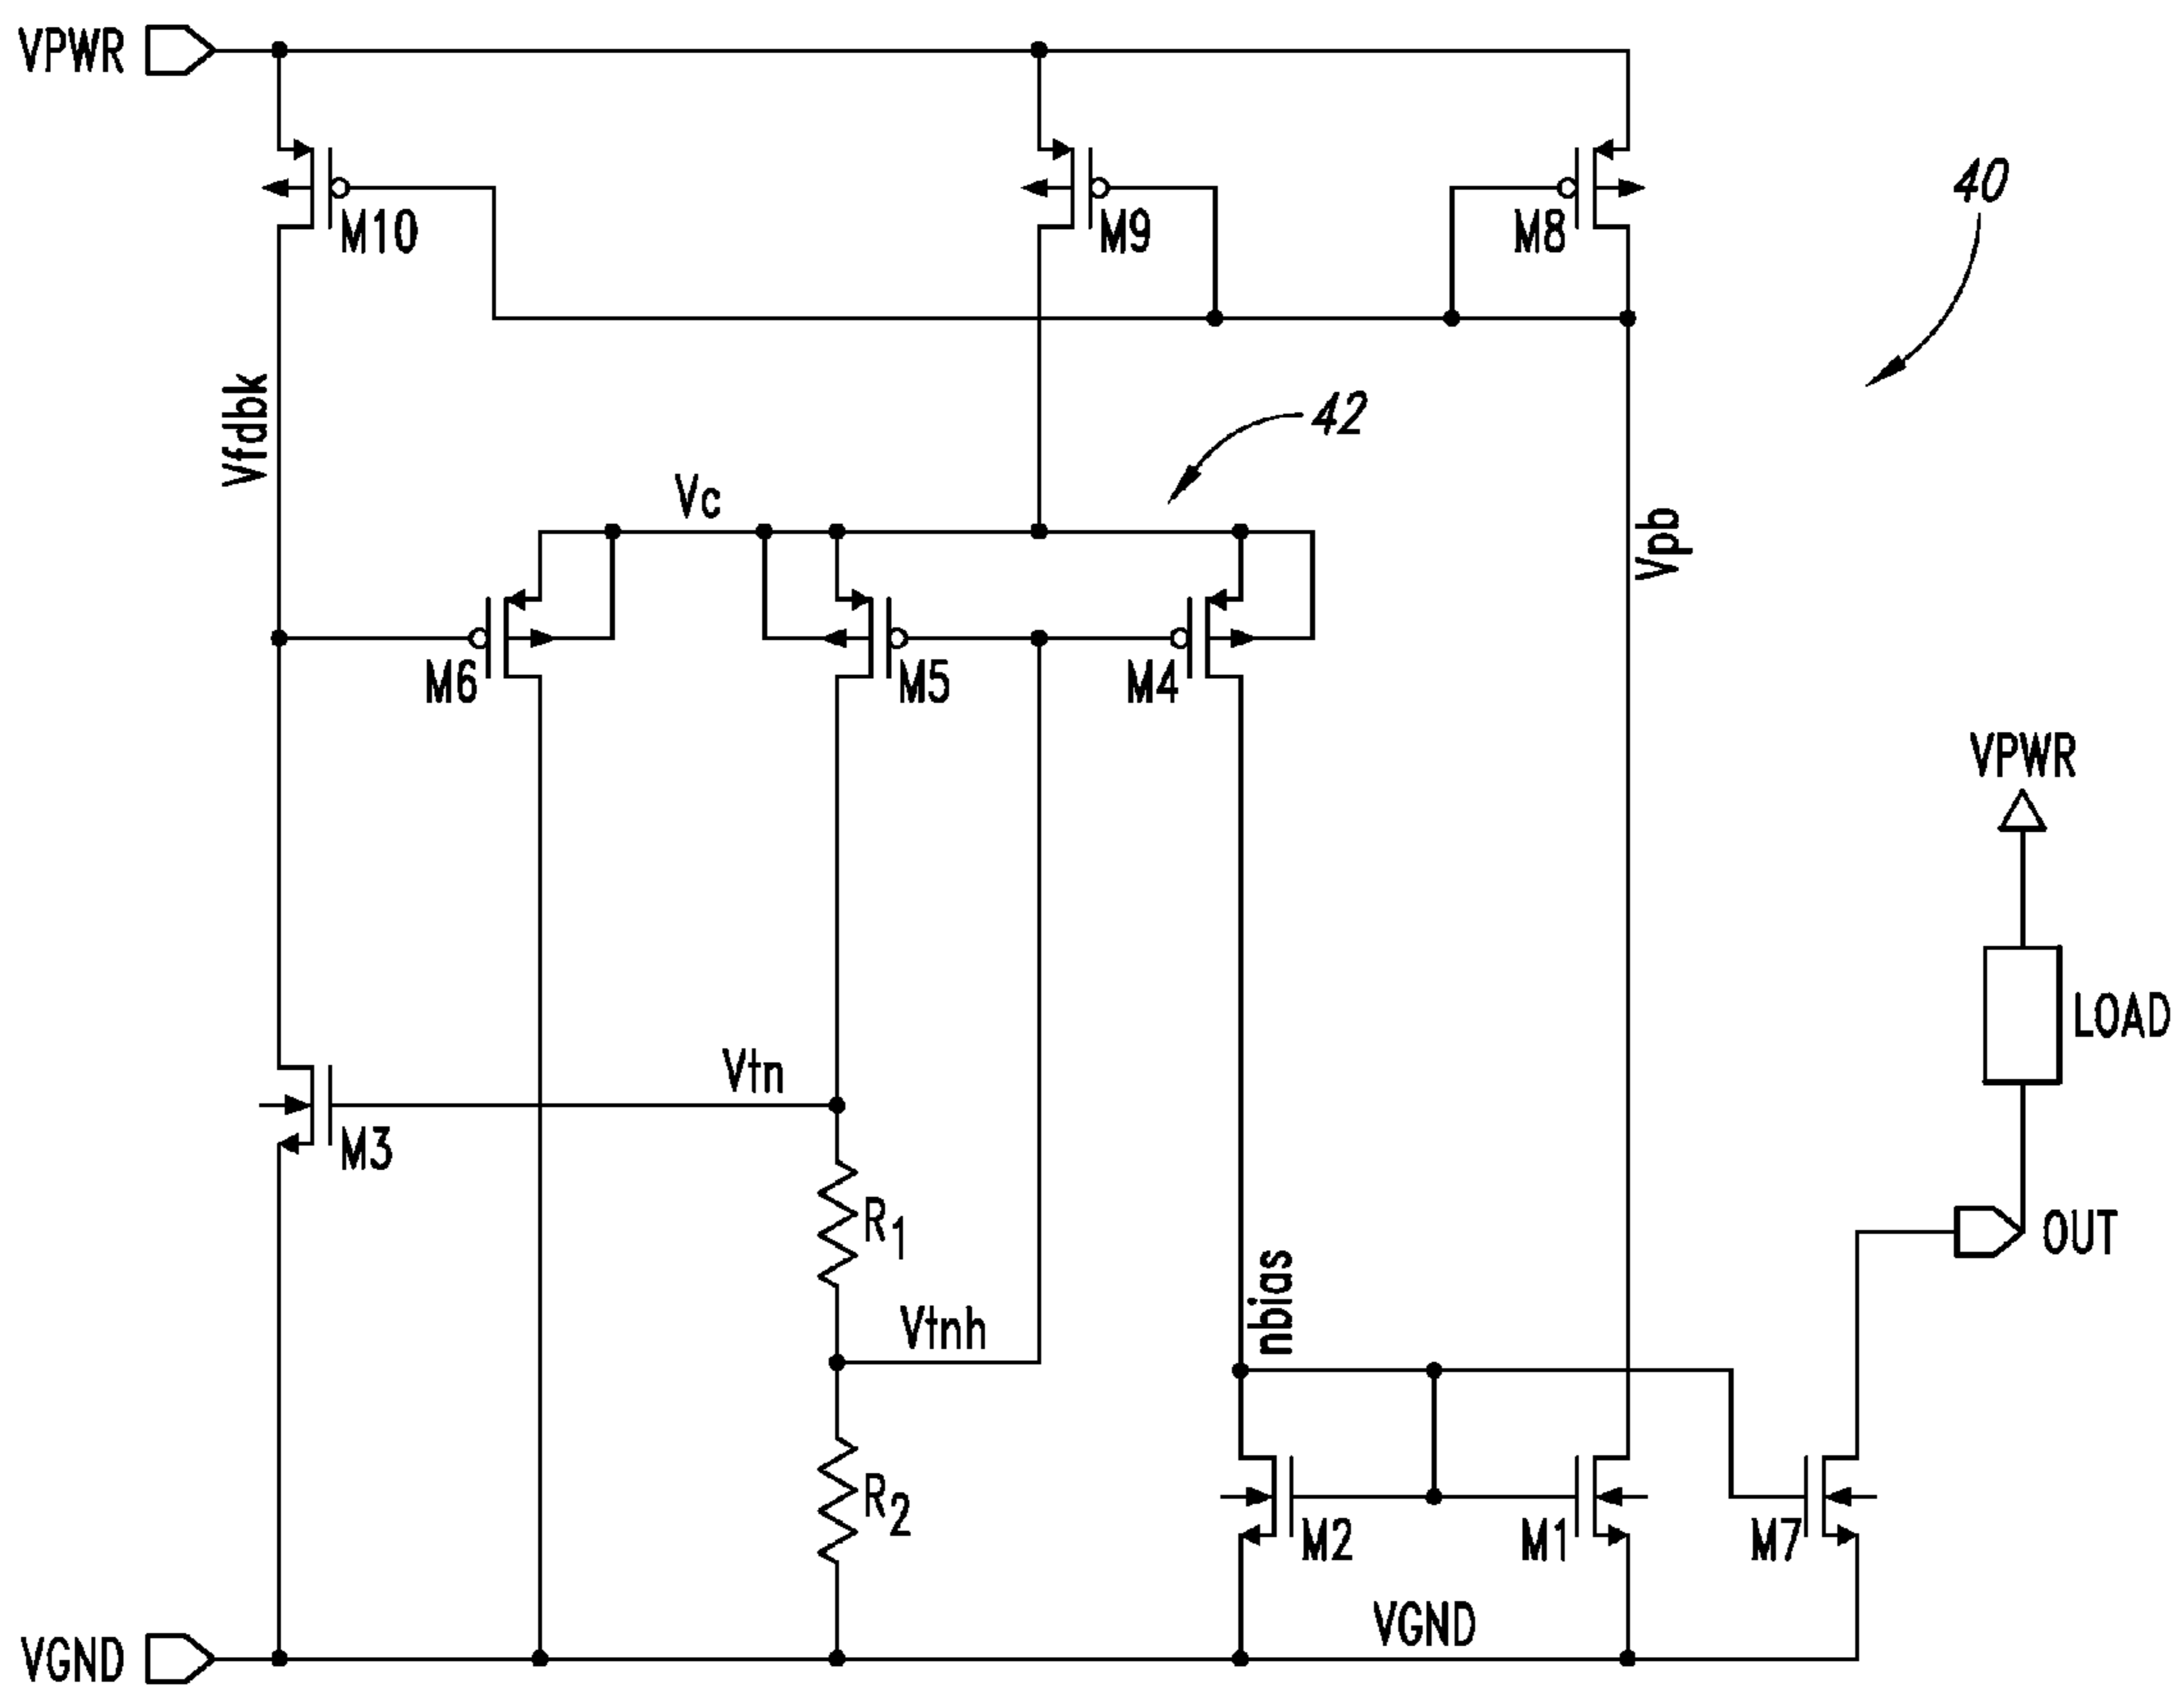 VPWR
M10
M9
M8
40
Vfdbk
42
Vc
Vpb
M6
M5
M4
VPWR
LOAD
Vtn
M3
R1
OUT
nbias
Vtnh
R2
M2
M1
M7
VGND
VGND